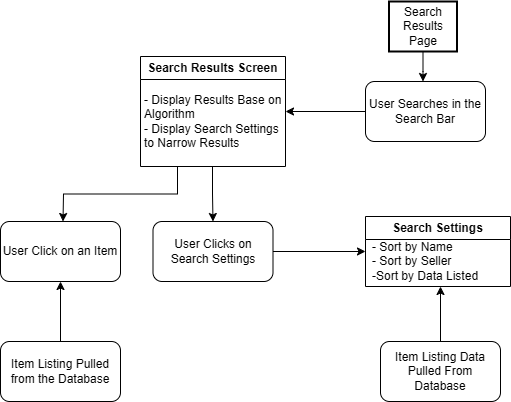 Search
Results
Page
Search Results Screen
- Display Results Base on
Algorithm
- Display Search Settings
to Narrow Results
User Searches in the
Search Bar
User Click on an Item
User Clicks on
Search Settings
Search Settings
- Sort by Name
- Sort by Seller
-Sort by Data Listed
Item Listing Pulled
from the Database
Item Listing Data
Pulled From
Database